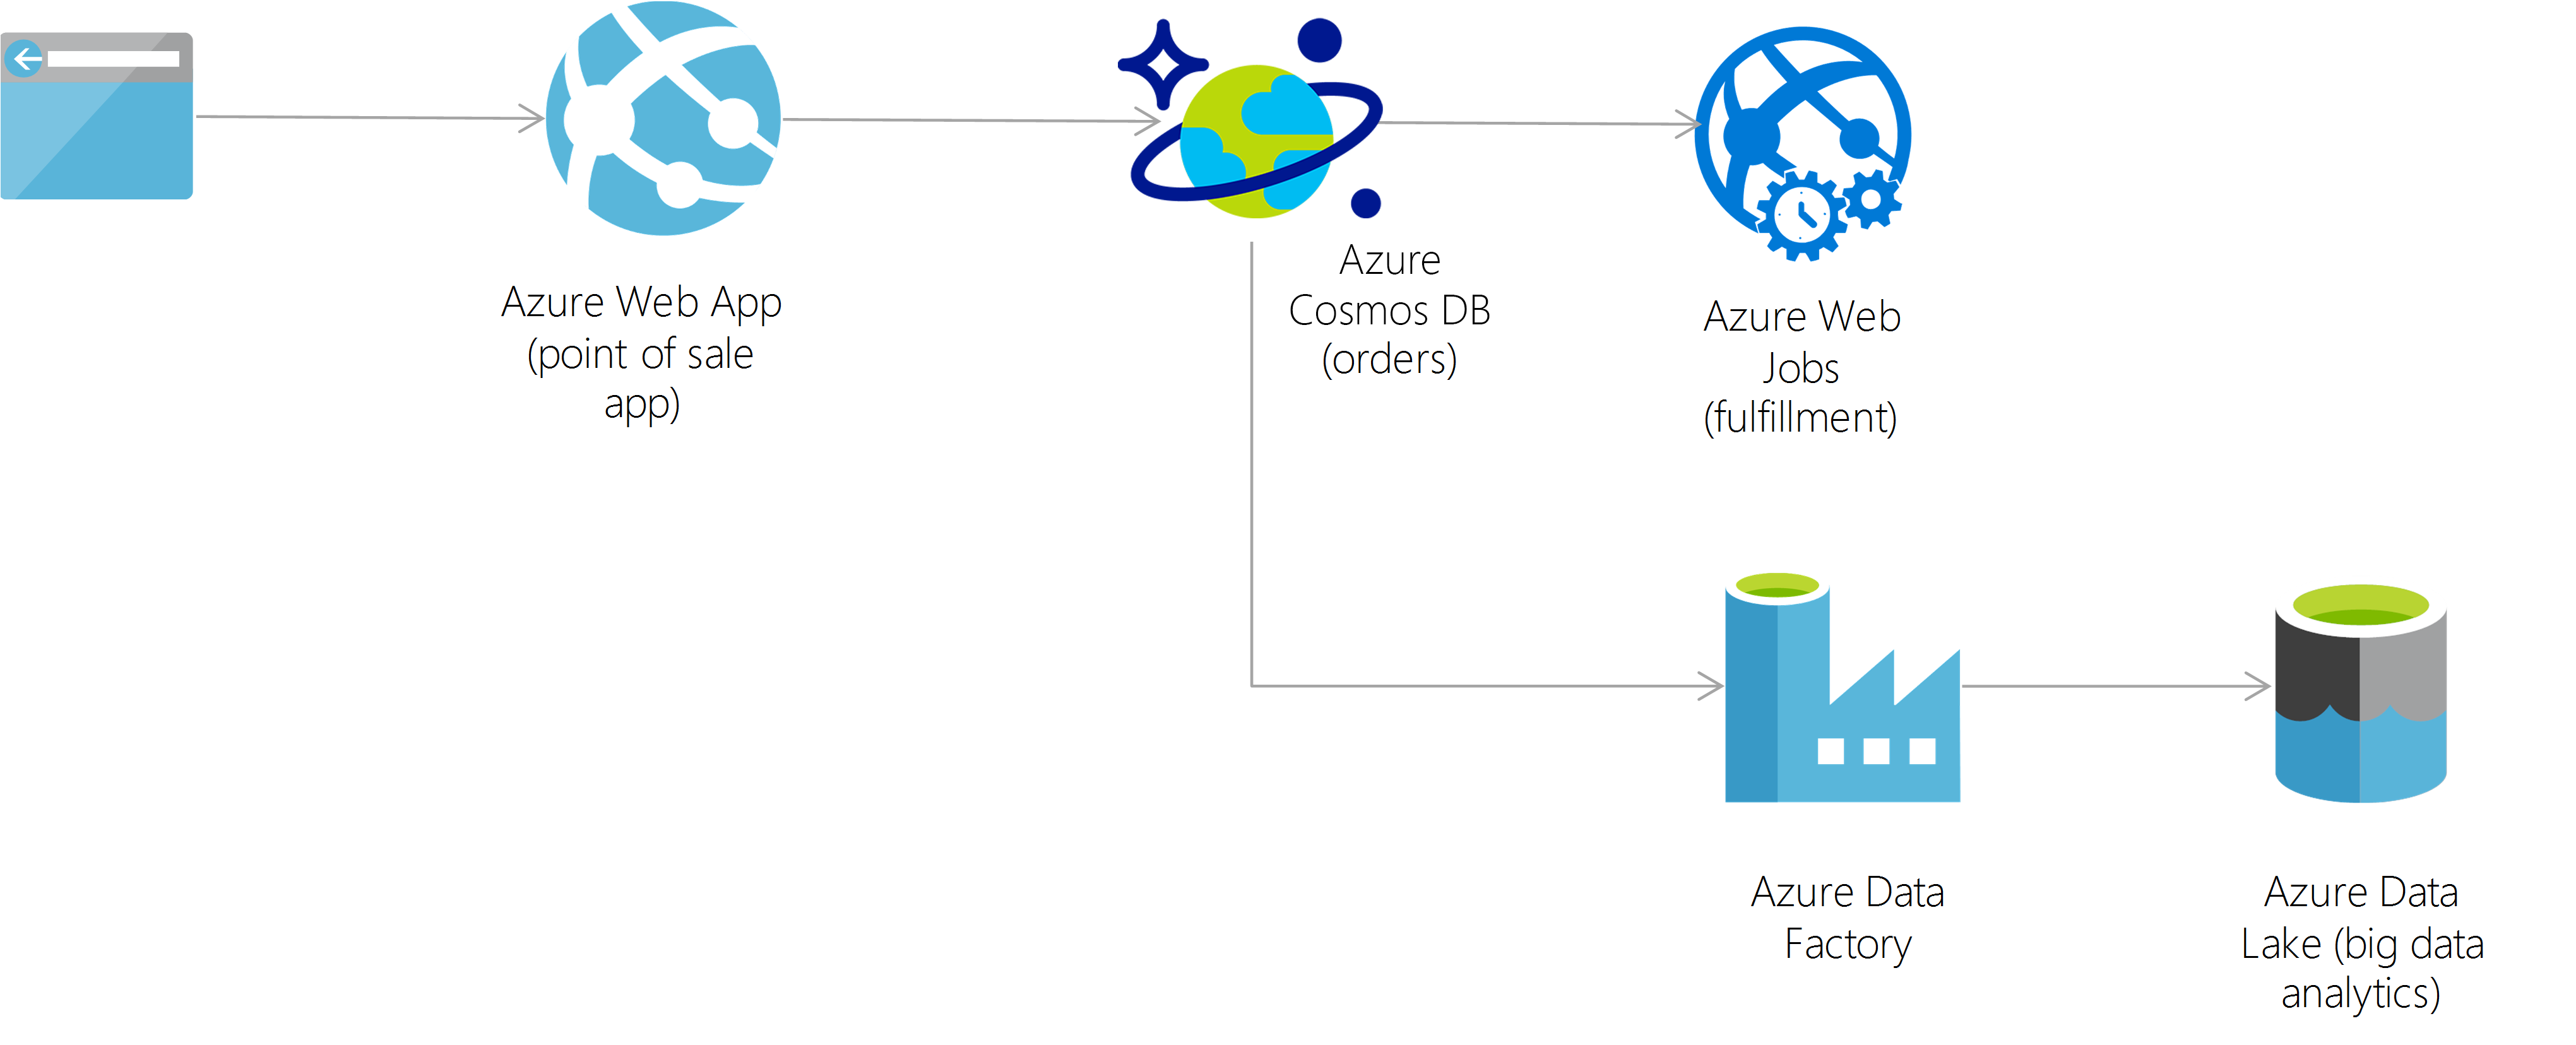 Azure Web App
(point of sale
app)
Azure
Cosmos DB
(orders)
Azure Web
Jobs
(fulfillment)
Azure Data
Factory
Azure Data
Lake (big data
analytics)